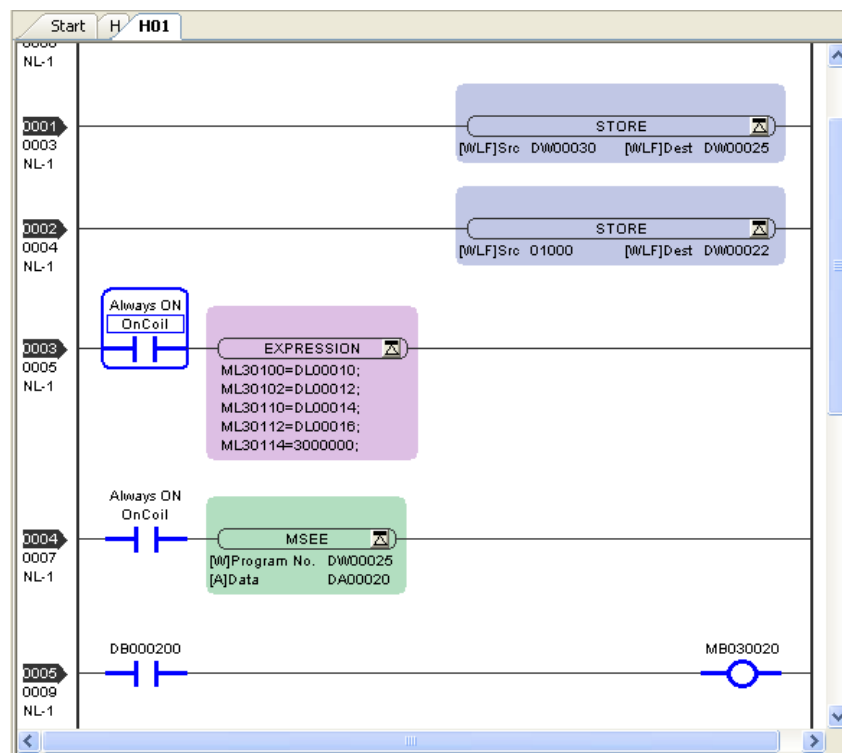 Start H H01
NL-1
0001
0003
NL-1
STORE
[WLF]Src DW00030 [WLF]Dest DW00025
0002
0004
NL-1
STORE
[WLF]Src 01000 [WLF]Dest DW00022
Always ON
OnCoil
0003
0005
NL-1
EXPRESSION
ML30100=DL00010;
ML30102=DL00012;
ML30110=DL00014;
ML30112=DL00016;
ML30114=3000000;
Always ON
OnCoil
0004
0007
NL-1
MSEE
[W]Program No. DW00025
[A]Data DA00020
DB000200 MB030020
0005
0009
NL-1